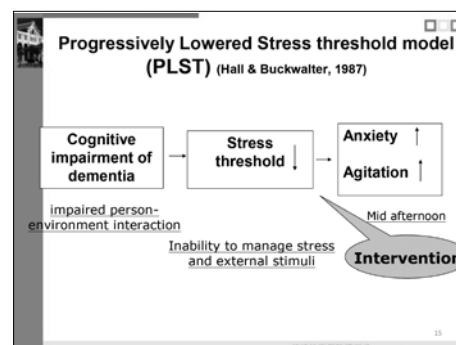 Progressively Lowered Stress threshold model
(PLST) (Hall & Buckwalter, 1987)
Cognitive
impairment of
dementia
Stress
threshold
Anxiety
Agitation
impaired person-
environment interaction
Inability to manage stress
and external stimuli
Mid afternoon
Intervention
15